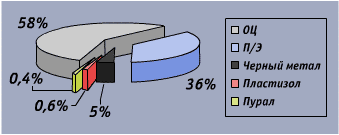 58%
ОЦ
П/Э
Черный метал
Пластизол
Пурал
0,4%
0,6%
5%
36%